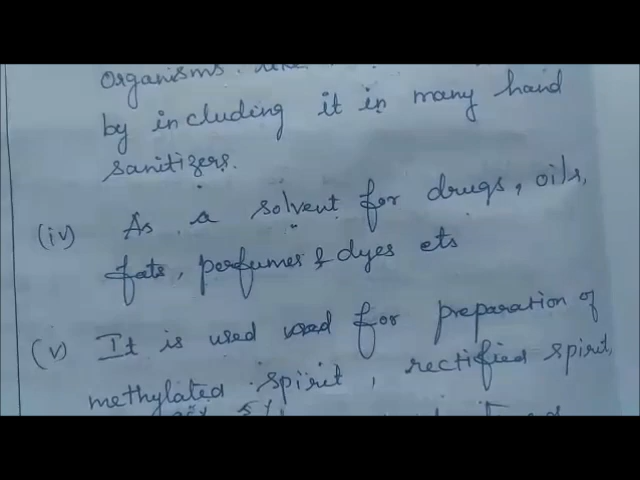 organisms.
by including it in many hand
sanitizers.
(iv) As a solvent for drugs, oils,
fats, perfumes & dyes ets
(v) It is used used for preparation of
methylated spirit, rectified spirit,